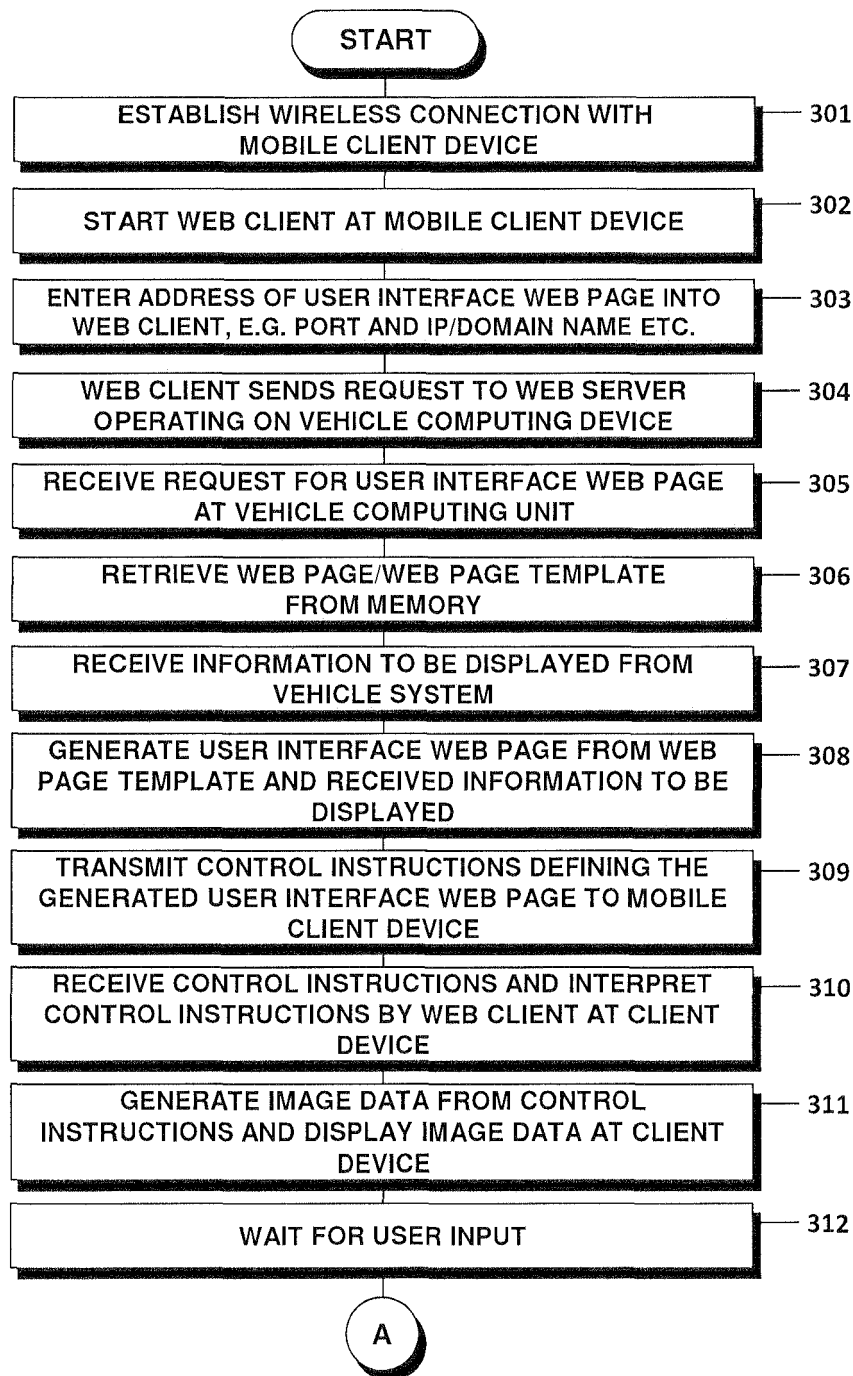 START
ESTABLISH WIRELESS CONNECTION WITH
MOBILE CLIENT DEVICE
301
START WEB CLIENT AT MOBILE CLIENT DEVICE
302
ENTER ADDRESS OF USER INTERFACE WEB PAGE INTO
WEB CLIENT, E.G. PORT AND IP/DOMAIN NAME ETC.
303
WEB CLIENT SENDS REQUEST TO WEB SERVER
OPERATING ON VEHICLE COMPUTING DEVICE
304
RECEIVE REQUEST FOR USER INTERFACE WEB PAGE
AT VEHICLE COMPUTING UNIT
305
RETRIEVE WEB PAGE/WEB PAGE TEMPLATE
FROM MEMORY
306
RECEIVE INFORMATION TO BE DISPLAYED FROM
VEHICLE SYSTEM
307
GENERATE USER INTERFACE WEB PAGE FROM WEB
PAGE TEMPLATE AND RECEIVED INFORMATION TO BE
DISPLAYED
308
TRANSMIT CONTROL INSTRUCTIONS DEFINING THE
GENERATED USER INTERFACE WEB PAGE TO MOBILE
CLIENT DEVICE
309
RECEIVE CONTROL INSTRUCTIONS AND INTERPRET
CONTROL INSTRUCTIONS BY WEB CLIENT AT CLIENT
DEVICE
310
GENERATE IMAGE DATA FROM CONTROL
INSTRUCTIONS AND DISPLAY IMAGE DATA AT CLIENT
DEVICE
311
WAIT FOR USER INPUT
312
A